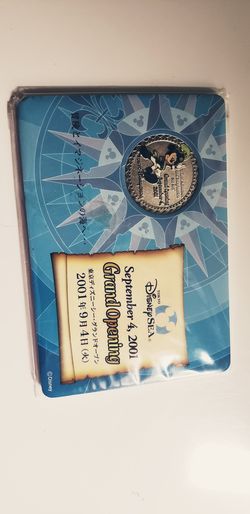 冒険とイマジネーションの海へ…
TOKYO
DISNEY SEA
September 4, 2001
Grand Opening
東京ディズニーシー・グランドオープン
2001年9月4日(火)
©Disney